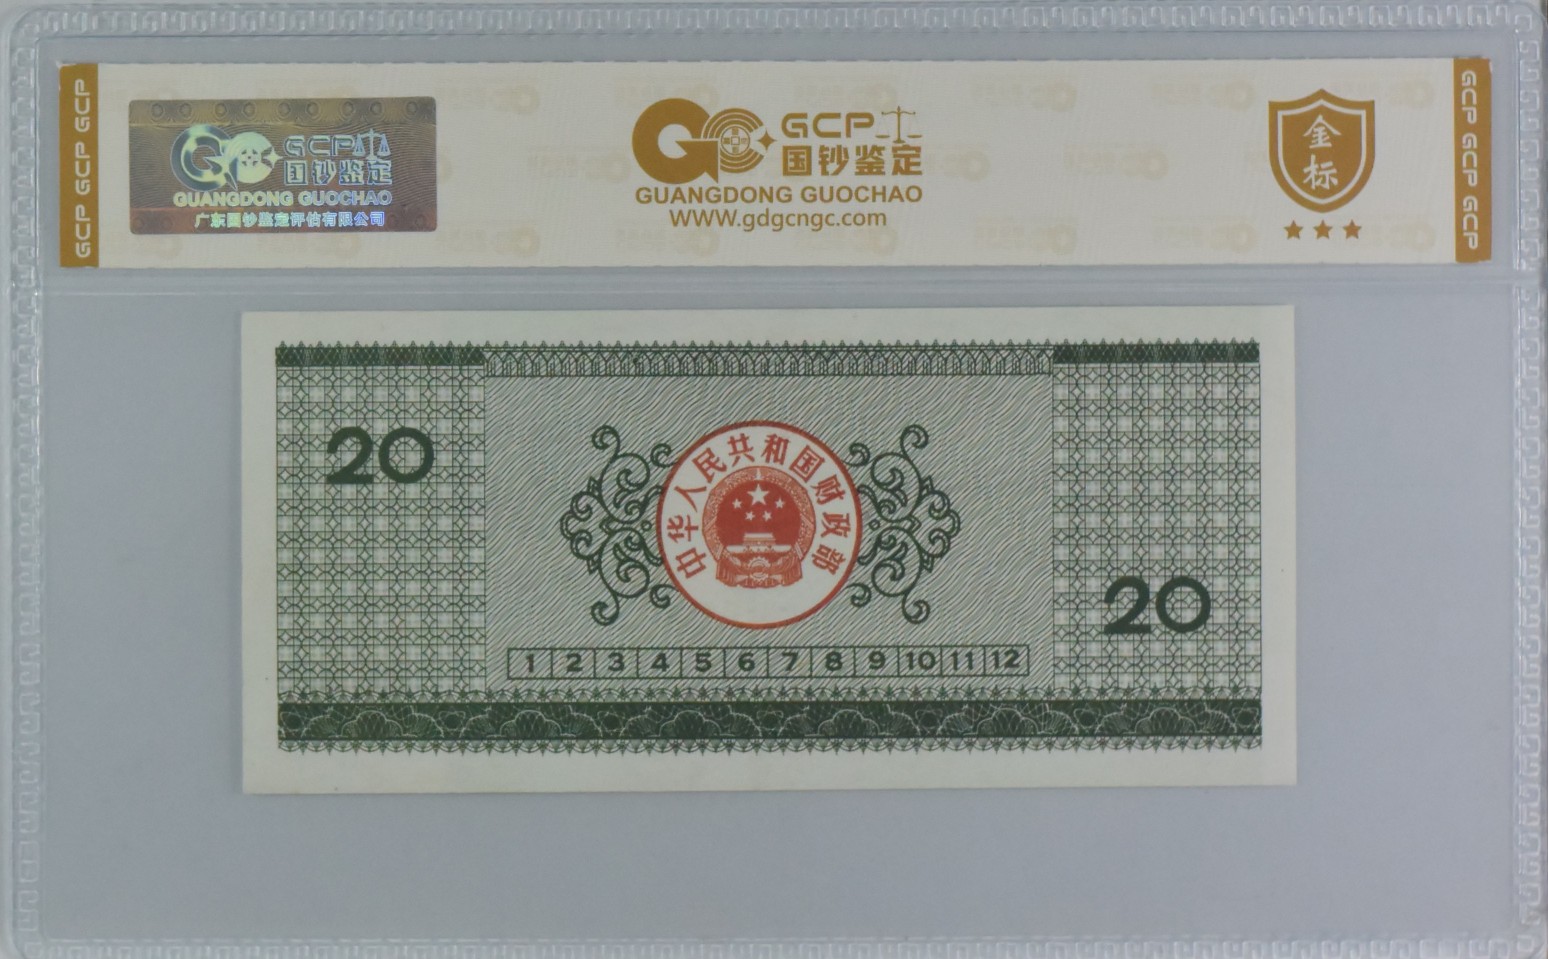 GCP GCP GCP
GCP
国钞鉴定
GUANGDONG GUOCHAO
广东国钞鉴定评估有限公司
GCP
国钞鉴定
GUANGDONG GUOCHAO
WWW.gdgcngc.com
金
标
GCP GCP GCP
20
中华人民共和国财政部
20
1 2 3 4 5 6 7 8 9 10 11 12